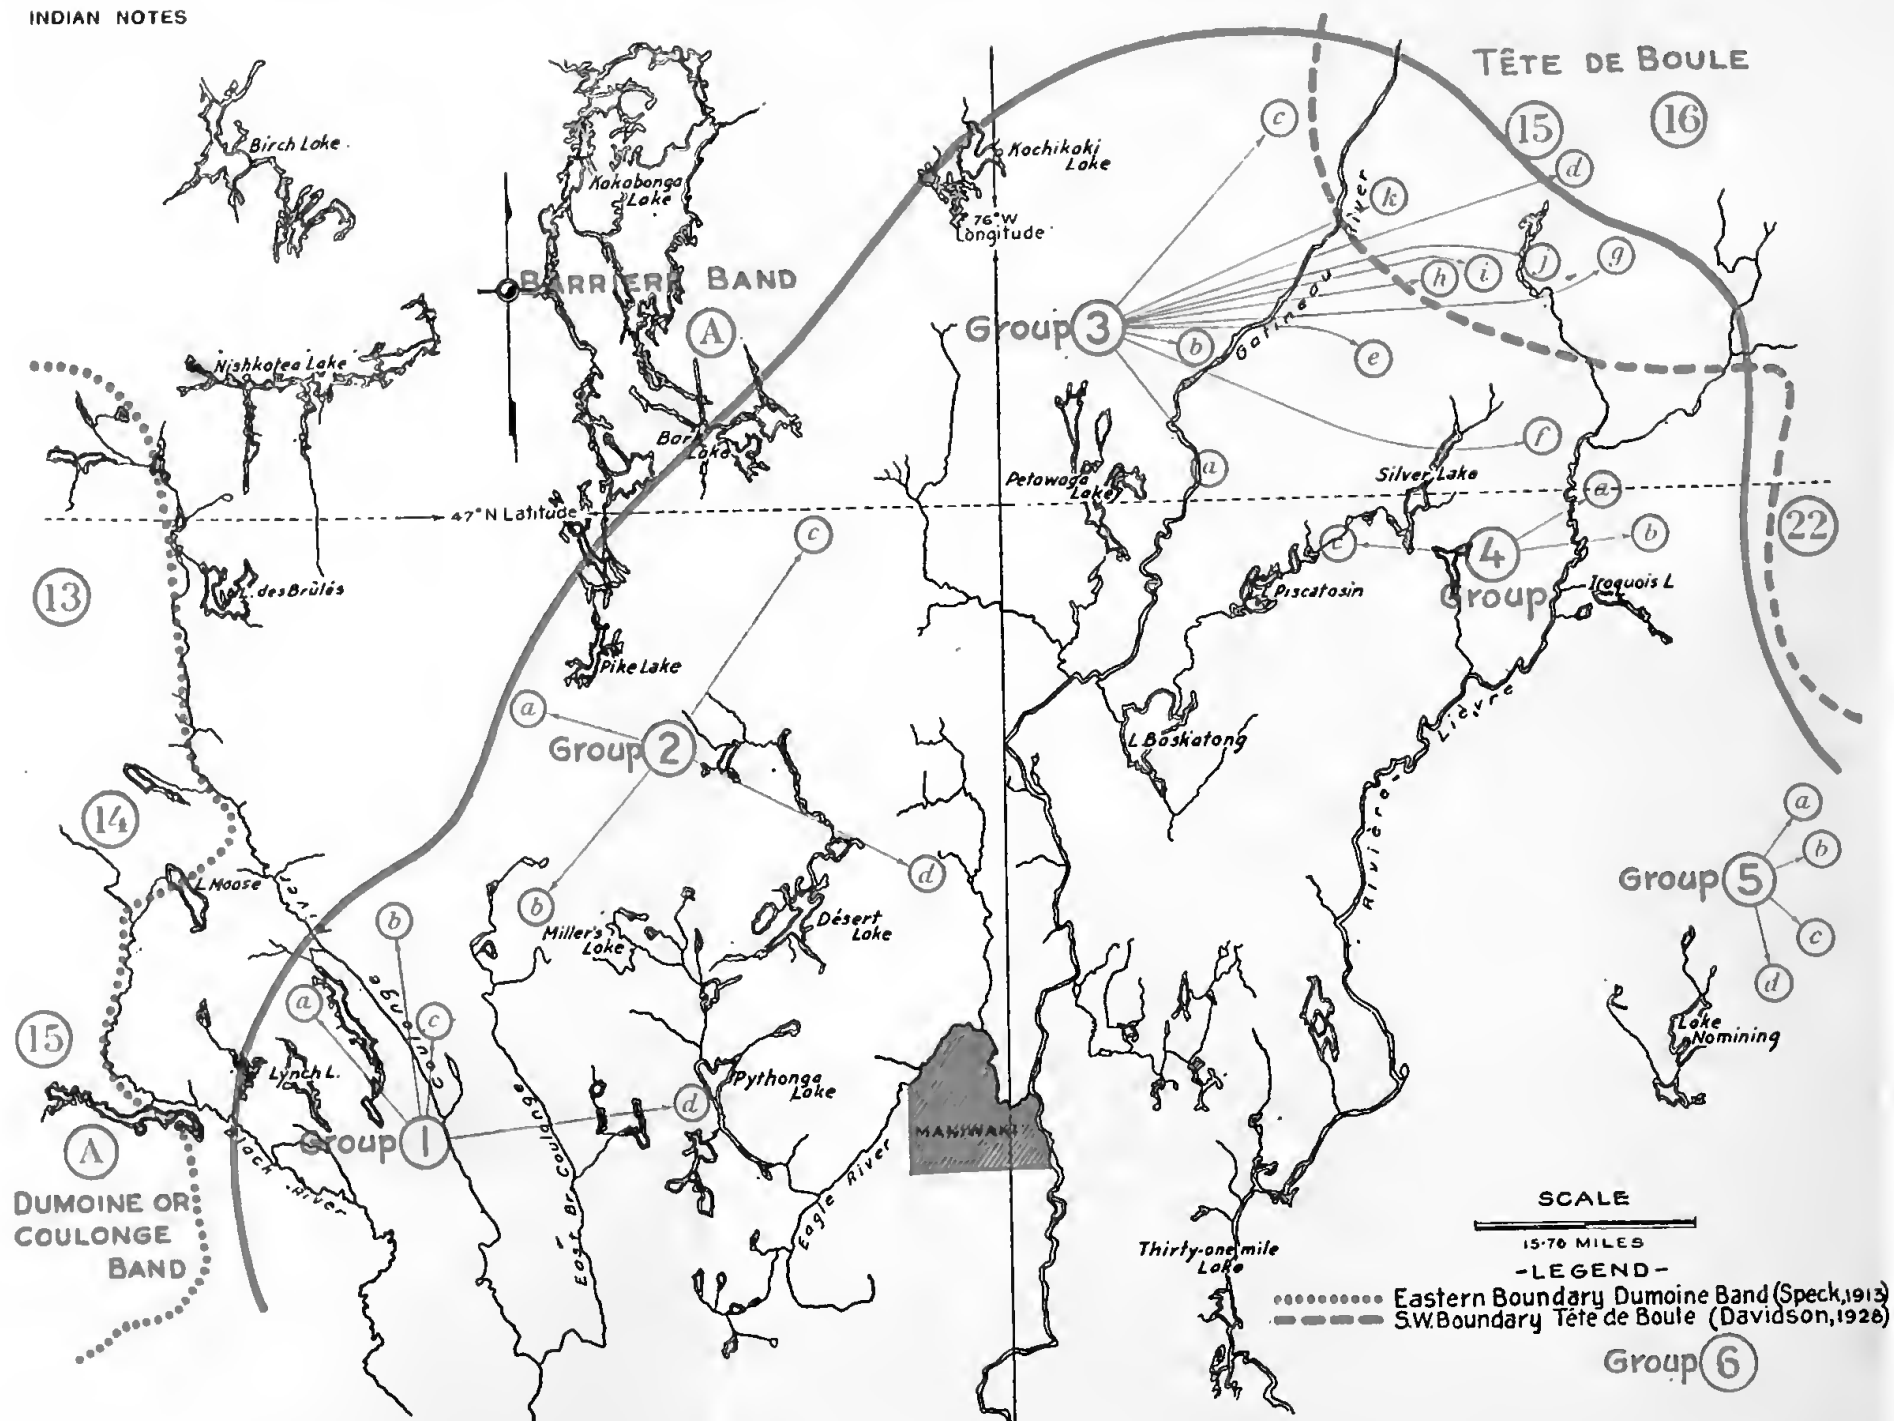 INDIAN NOTES
TÊTE DE BOULE
15
16
c
d
Birch Lake
Kochikoki
Lake
Kakabonga
Lake
k
River
76°W
Longitude
BARRIERE BAND
A
g
j
i
h
Group 3
b
e
Gatineau
Nishkotea Lake
Bark
Lake
f
a
Petawaga
Lake
Silver Lake
a
47°N Latitude
c
22
b
c
4
Group
13
L. des Brûlés
L Piscatosin
Iroquois L
Pike Lake
a
Group 2
L Baskatong
Rivière
Lièvre
14
a
b
Group 5
c
d
L Moose
d
b
b
Miller's
Lake
Désert
Lake
River
Coulonge
a
c
15
Lake
Nomining
Lynch L.
Pythonga
Lake
d
MANIWAKI
Group 1
A
DUMOINE OR
COULONGE
BAND
Black River
East Br. Coulonge
Eagle River
Thirty-one mile
Lake
SCALE
15·70 MILES
-LEGEND-
Eastern Boundary Dumoine Band (Speck, 1913)
S.W. Boundary Tête de Boule (Davidson, 1928)
Group 6